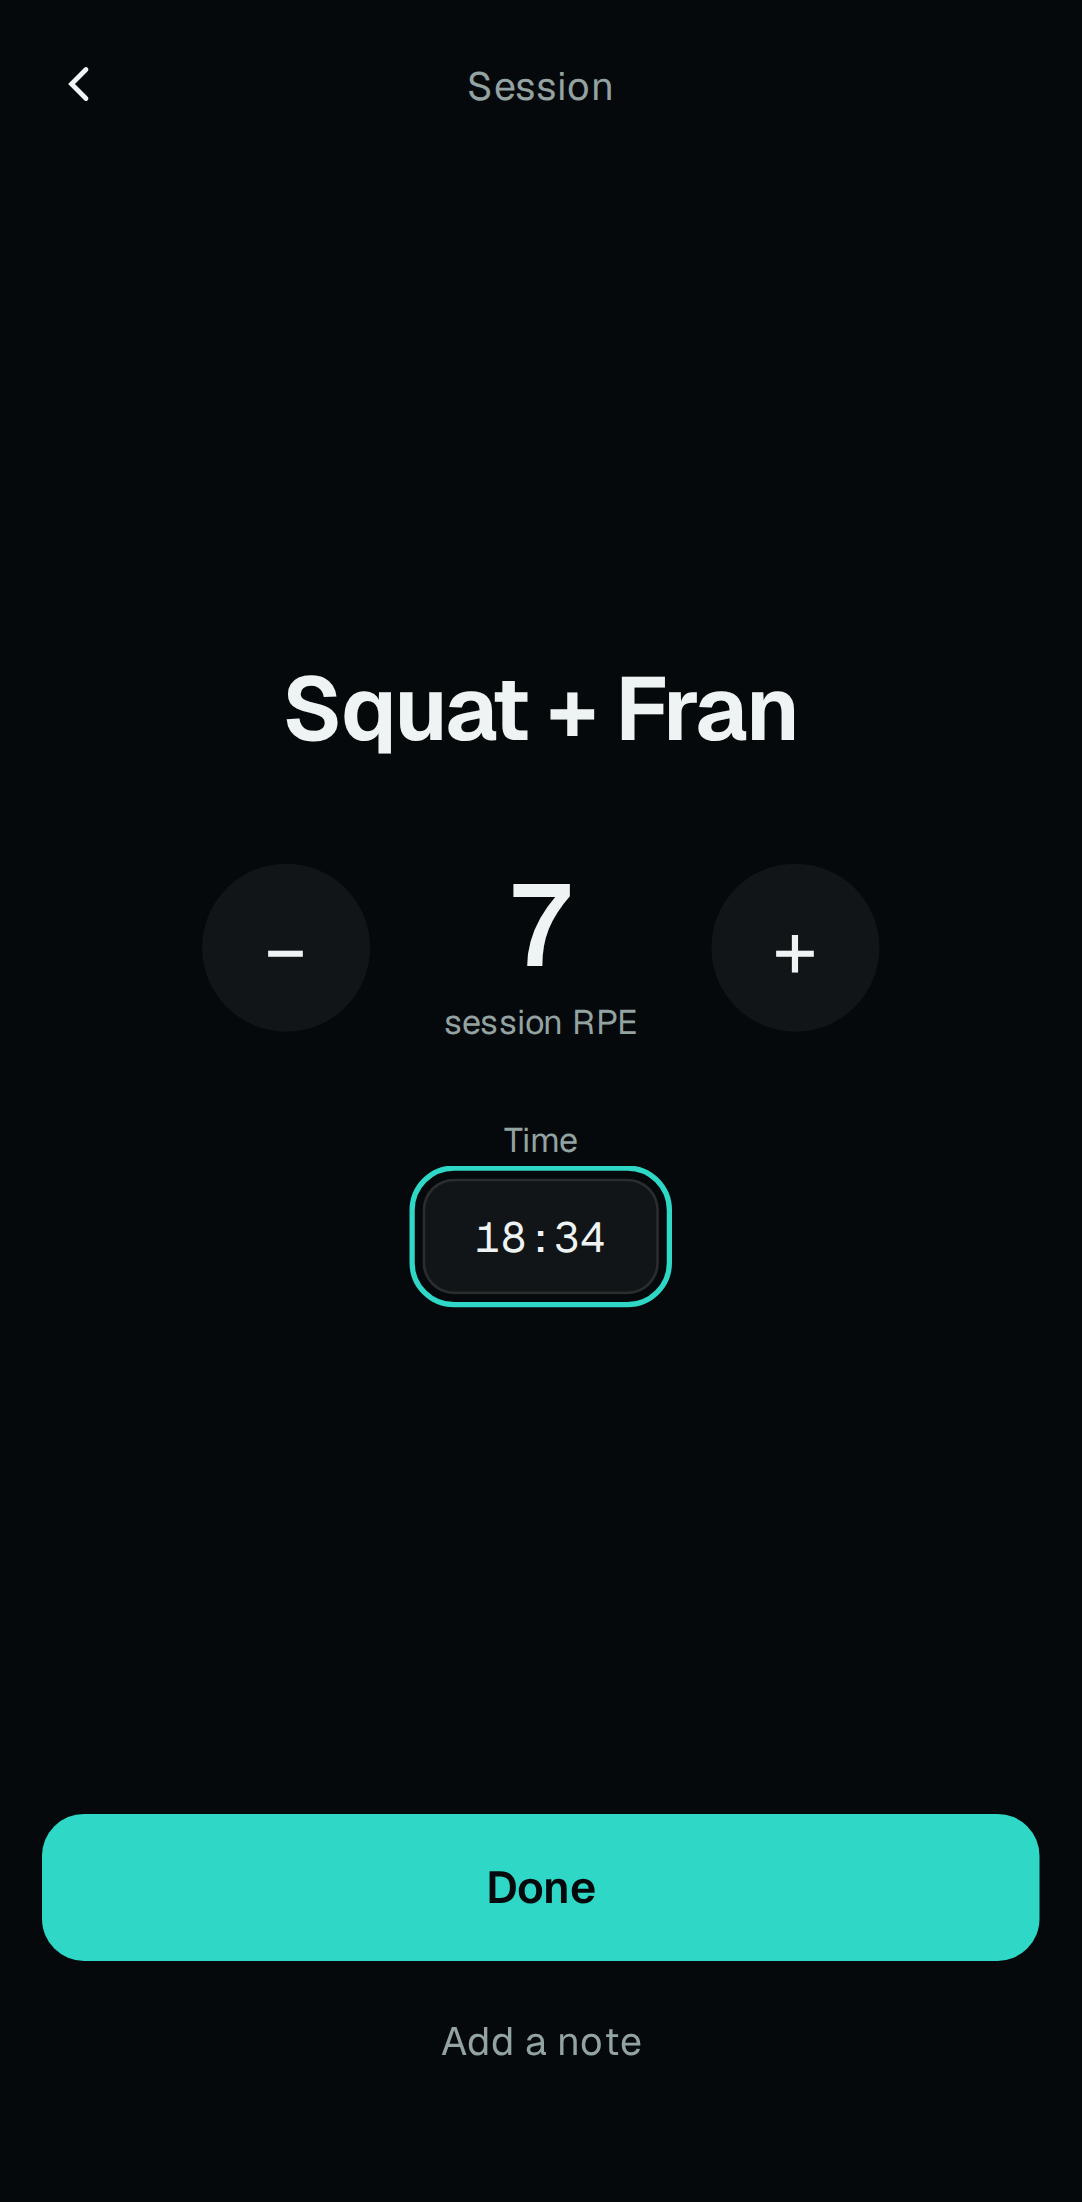 Session
Squat + Fran
− 7 +
session RPE
Time
18:34
Done
Add a note